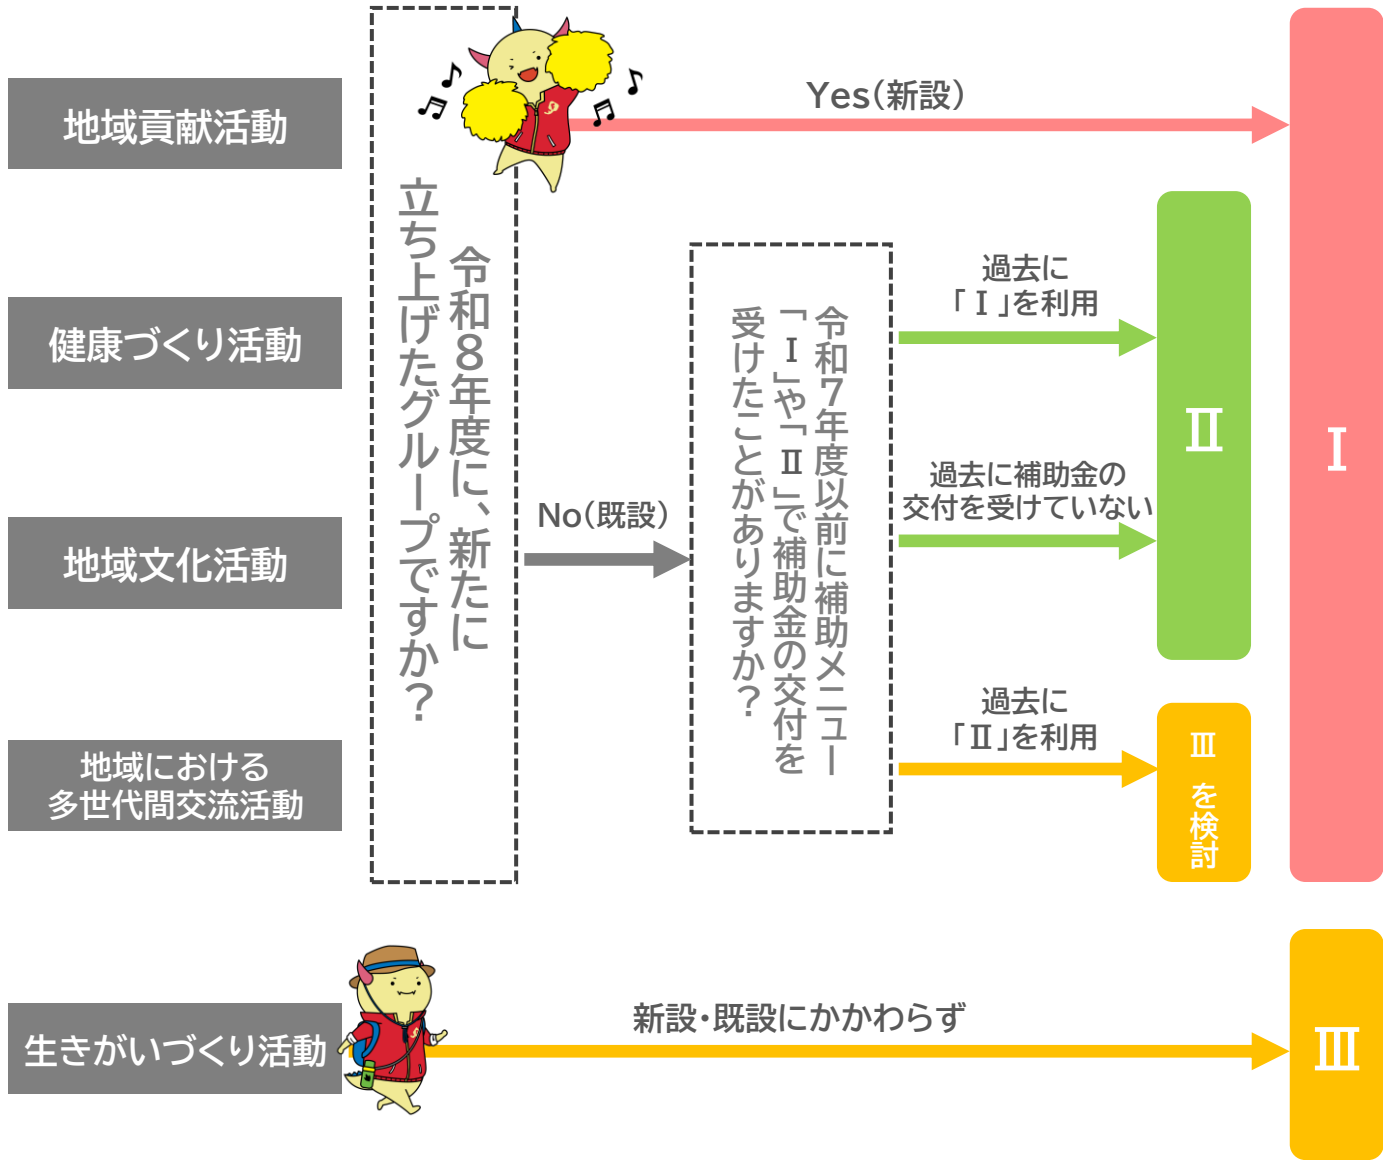 地域貢献活動
健康づくり活動
地域文化活動
地域における
多世代間交流活動
令和８年度に、新たに
立ち上げたグループですか？
Yes（新設）
No（既設）
令和７年度以前に補助メニュー
「Ⅰ」や「Ⅱ」で補助金の交付を
受けたことがありますか？
過去に
「Ⅰ」を利用
過去に補助金の
交付を受けていない
過去に
「Ⅱ」を利用
Ⅱ
Ⅲを検討
Ⅰ
生きがいづくり活動
新設・既設にかかわらず
Ⅲ